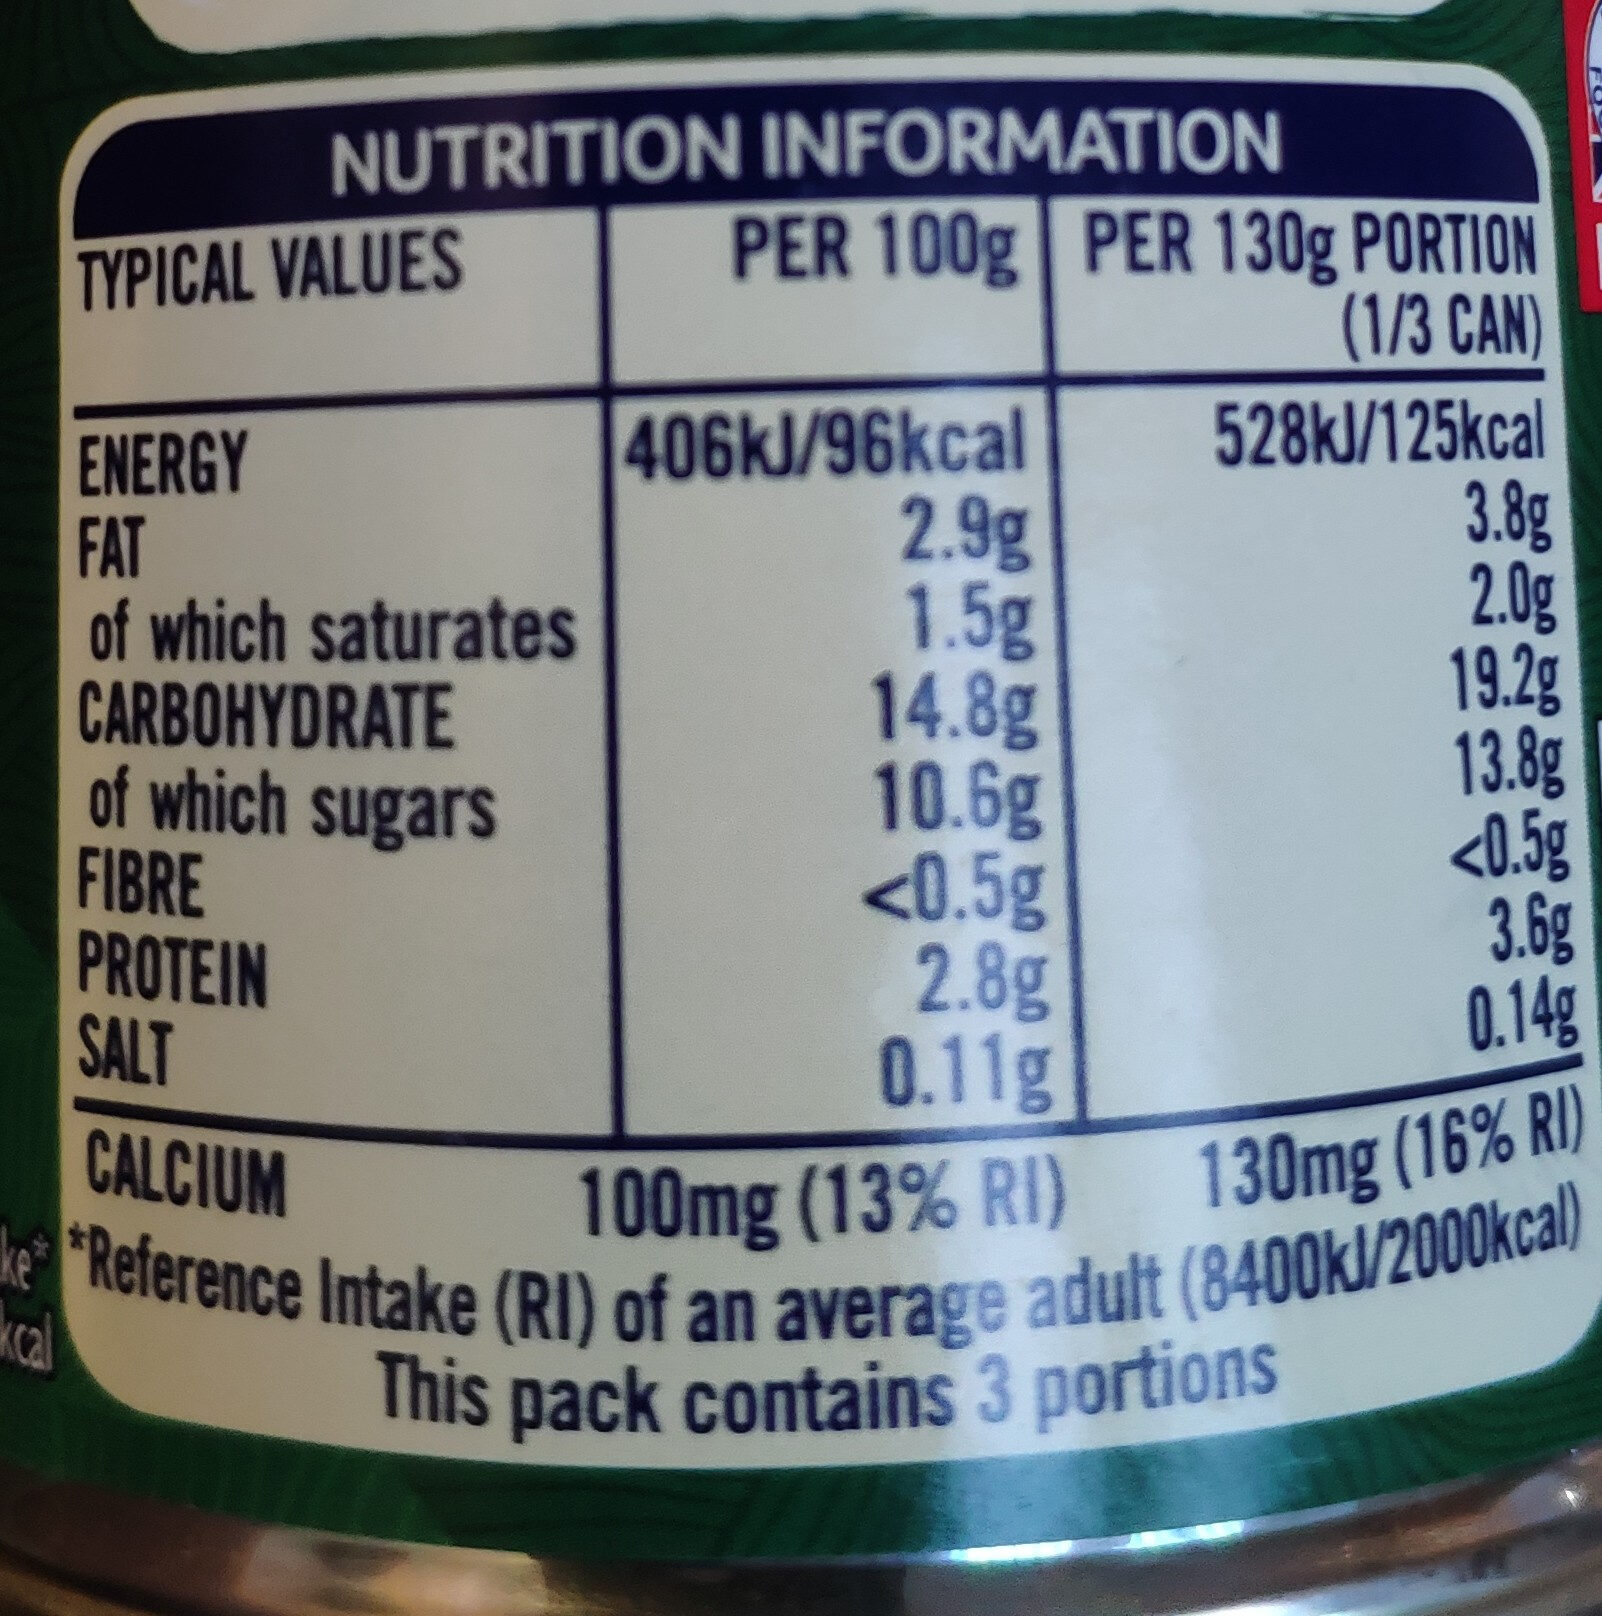 NUTRITION INFORMATION
TYPICAL VALUES PER 100g PER 130g PORTION
(1/3 CAN)
ENERGY 406kJ/96kcal 528kJ/125kcal
FAT 2.9g 3.8g
of which saturates 1.5g 2.0g
CARBOHYDRATE 14.8g 19.2g
of which sugars 10.6g 13.8g
FIBRE <0.5g <0.5g
PROTEIN 2.8g 3.6g
SALT 0.11g 0.14g
CALCIUM 100mg (13% RI) 130mg (16% RI)
*Reference Intake (RI) of an average adult (8400kJ/2000kcal)
This pack contains 3 portions
kcal